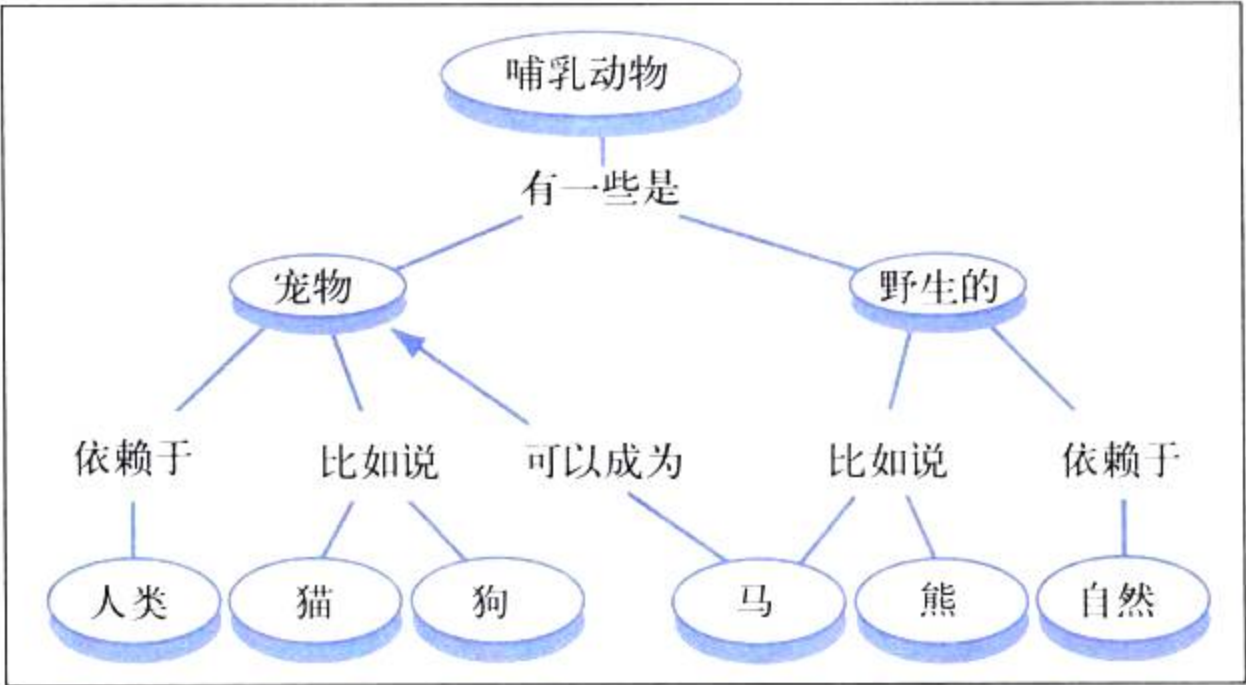 哺乳动物
有一些是
宠物
野生的
依赖于
比如说
可以成为
比如说
依赖于
人类
猫
狗
马
熊
自然